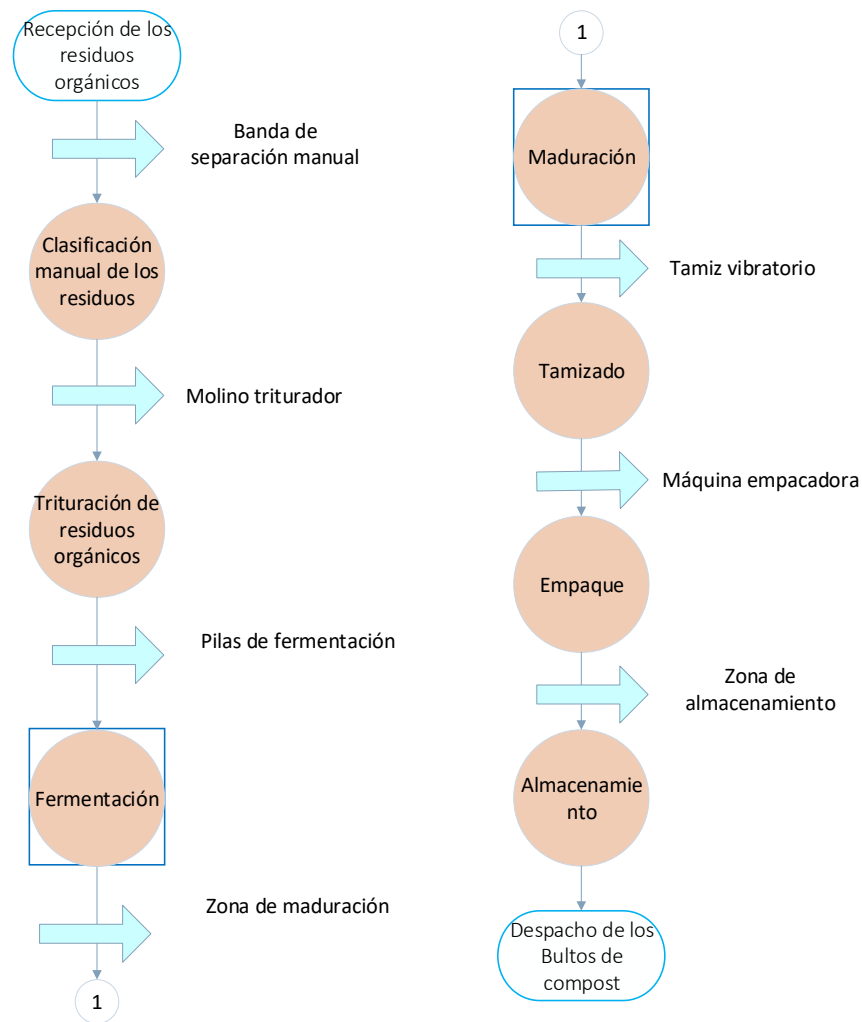 Recepción de los
residuos
orgánicos
Banda de
separación manual
Clasificación
manual de los
residuos
Molino triturador
Trituración de
residuos
orgánicos
Pilas de fermentación
Fermentación
Zona de maduración
1
1
Maduración
Tamiz vibratorio
Tamizado
Máquina empacadora
Empaque
Zona de
almacenamiento
Almacenamie
nto
Despacho de los
Bultos de
compost